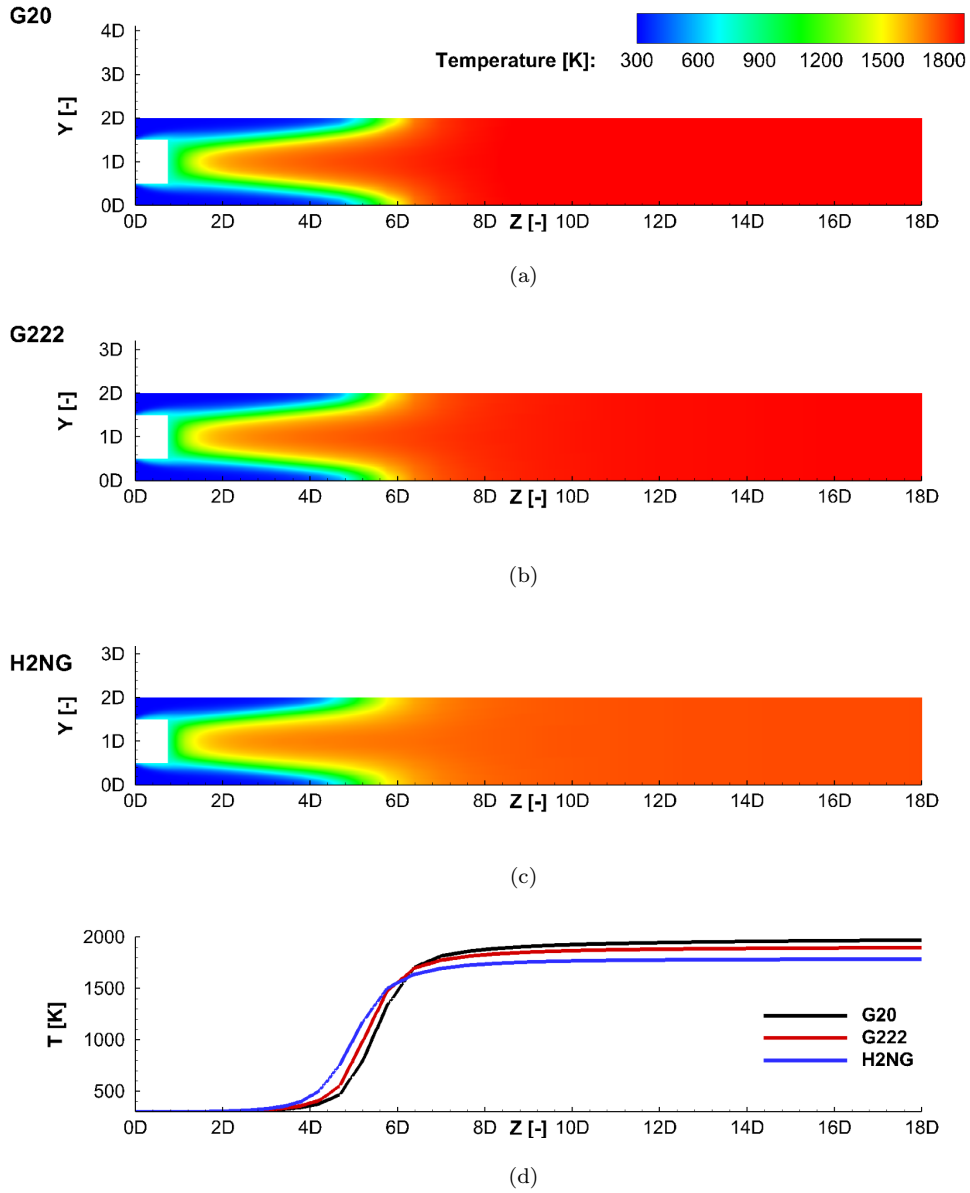 G20
Temperature [K]: 300 600 900 1200 1500 1800
Y [-]
4D
3D
2D
1D
0D
0D 2D 4D 6D 8D Z [-] 10D 12D 14D 16D 18D
(a)
G222
Y [-]
3D
2D
1D
0D
0D 2D 4D 6D 8D Z [-] 10D 12D 14D 16D 18D
(b)
H2NG
Y [-]
3D
2D
1D
0D
0D 2D 4D 6D 8D Z [-] 10D 12D 14D 16D 18D
(c)
T [K]
2000
1500
1000
500
G20
G222
H2NG
0D 2D 4D 6D 8D Z [-] 10D 12D 14D 16D 18D
(d)